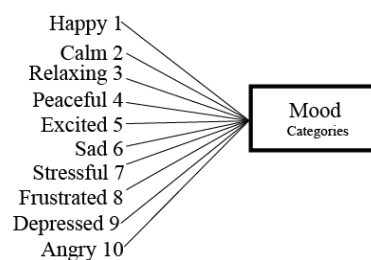 Happy 1
Calm 2
Relaxing 3
Peaceful 4
Excited 5
Sad 6
Stressful 7
Frustrated 8
Depressed 9
Angry 10
Mood
Categories